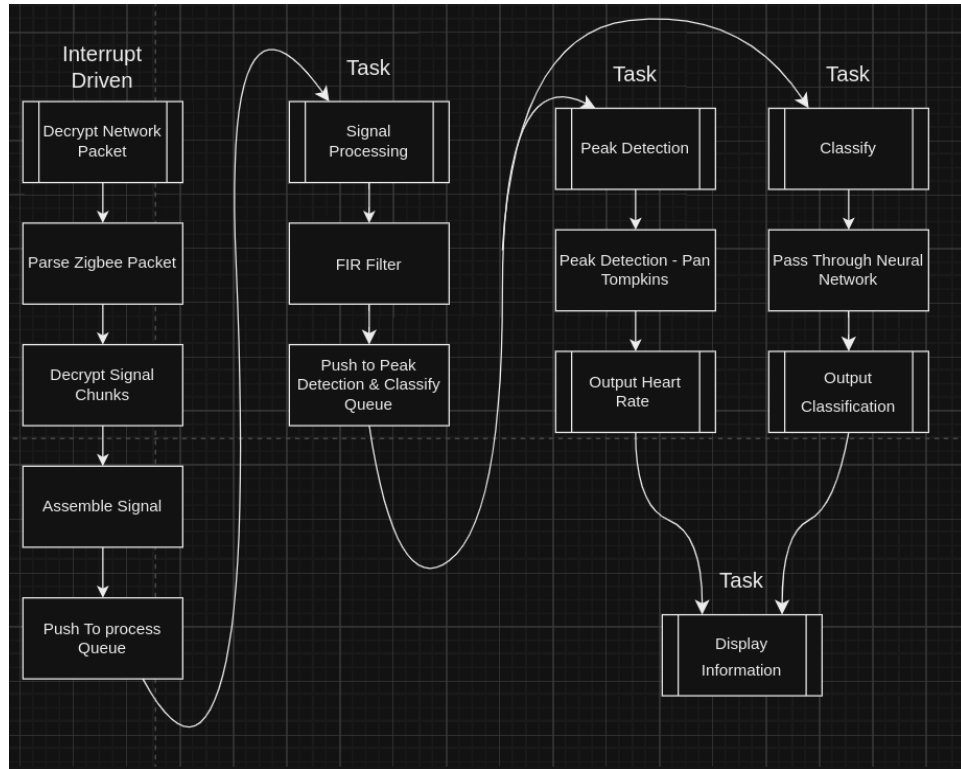 Interrupt
Driven
Decrypt Network
Packet
Parse Zigbee Packet
Decrypt Signal
Chunks
Assemble Signal
Push To process
Queue
Task
Signal
Processing
FIR Filter
Push to Peak
Detection & Classify
Queue
Task
Peak Detection
Peak Detection - Pan
Tompkins
Output Heart
Rate
Task
Classify
Pass Through Neural
Network
Output
Classification
Task
Display
Information